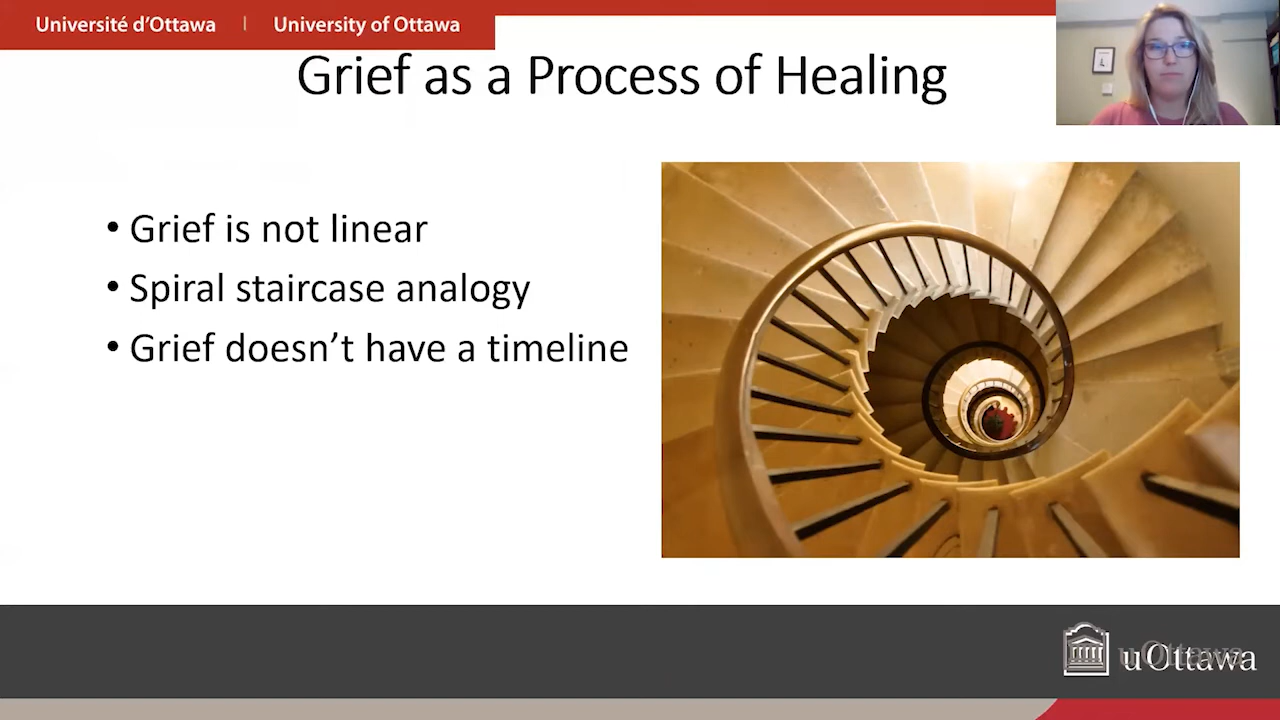 Université d'Ottawa | University of Ottawa
Grief as a Process of Healing
• Grief is not linear
• Spiral staircase analogy
• Grief doesn't have a timeline
uOttawa